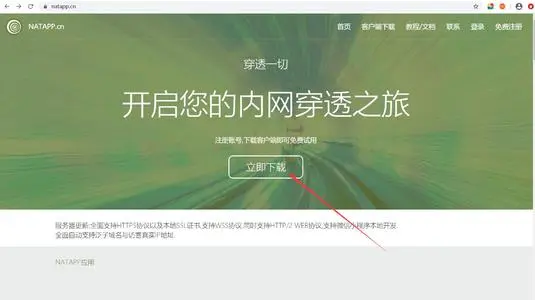 natapp.cn
NATAPP.cn
首页 客户端下载 教程/文档 联系 登录 免费注册
穿透一切
开启您的内网穿透之旅
注册账号,下载客户端即可免费试用
立即下载
服务器更新:全面支持HTTPS协议以及本地SSL证书,支持WSS协议.同时支持HTTP/2 WEB协议,支持微信小程序本地开发.
全面自动支持泛子域名与访客真实IP地址.
NATAPP应用